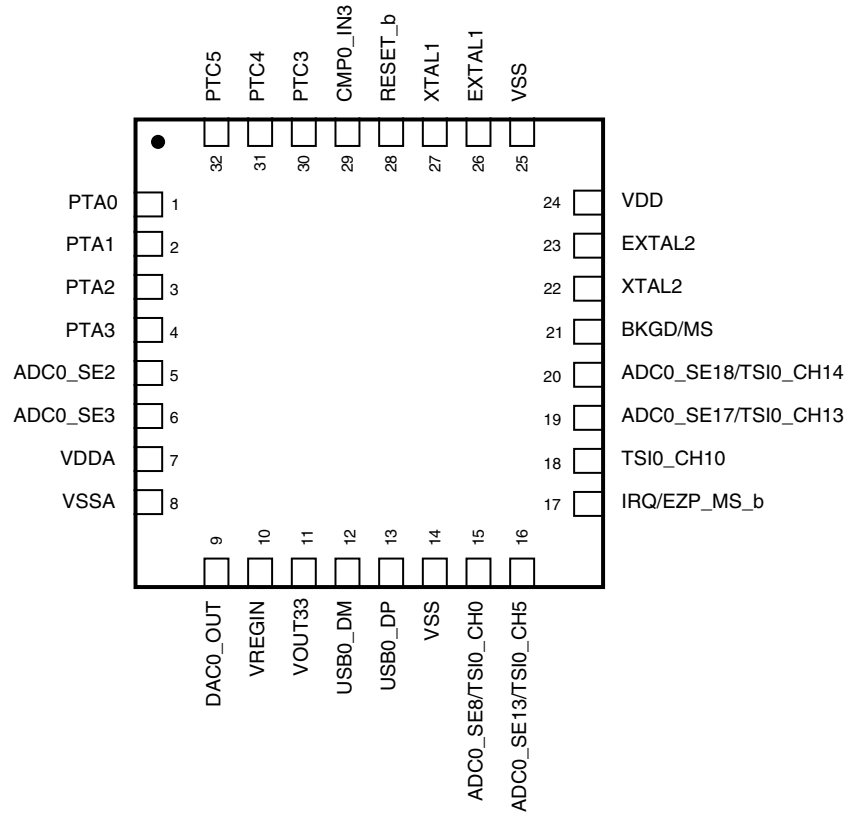 PTC5
PTC4
PTC3
CMP0_IN3
RESET_b
XTAL1
EXTAL1
VSS
32
31
30
29
28
27
26
25
PTA0 1
PTA1 2
PTA2 3
PTA3 4
ADC0_SE2 5
ADC0_SE3 6
VDDA 7
VSSA 8
24 VDD
23 EXTAL2
22 XTAL2
21 BKGD/MS
20 ADC0_SE18/TSI0_CH14
19 ADC0_SE17/TSI0_CH13
18 TSI0_CH10
17 IRQ/EZP_MS_b
9
10
11
12
13
14
15
16
DAC0_OUT
VREGIN
VOUT33
USB0_DM
USB0_DP
VSS
ADC0_SE8/TSI0_CH0
ADC0_SE13/TSI0_CH5